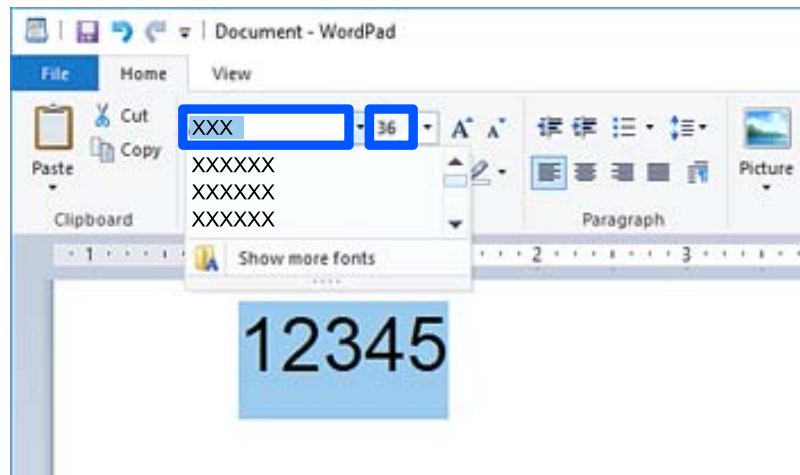 Document - WordPad
File Home View
Paste
Cut
Copy
Clipboard
XXX
36
A A
XXXXXX
XXXXXX
XXXXXX
Show more fonts
Paragraph
Picture
1 2 3
12345